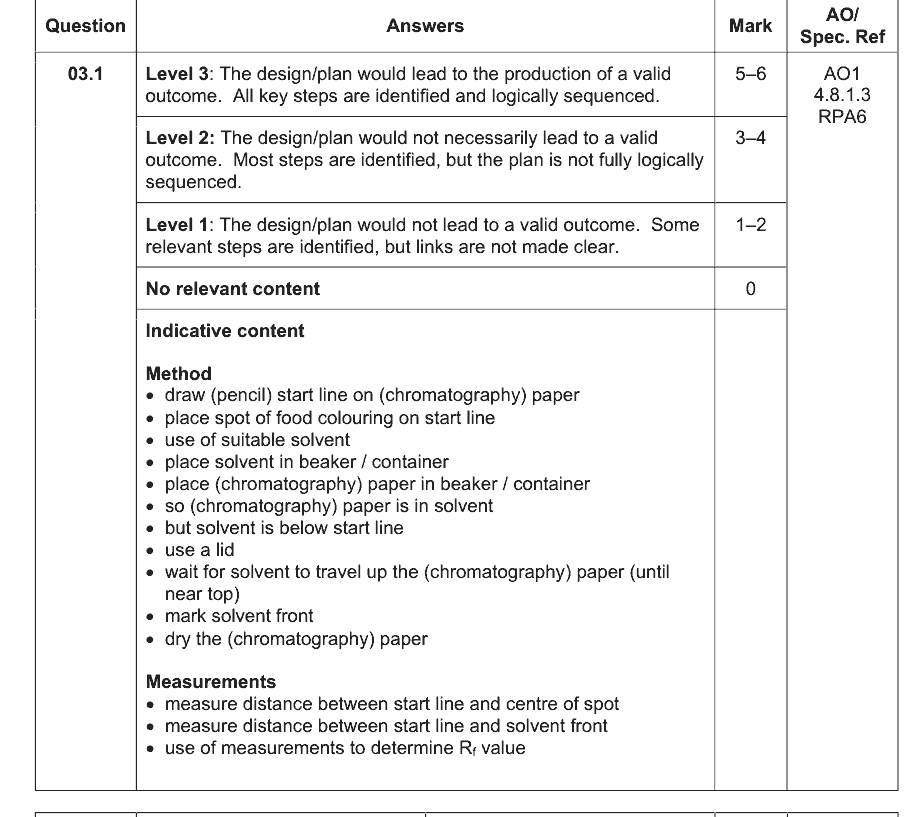 Question Answers Mark AO/
Spec. Ref
03.1 Level 3: The design/plan would lead to the production of a valid 5–6 AO1
outcome.  All key steps are identified and logically sequenced. 4.8.1.3
RPA6
Level 2: The design/plan would not necessarily lead to a valid 3–4
outcome.  Most steps are identified, but the plan is not fully logically
sequenced.
Level 1: The design/plan would not lead to a valid outcome.  Some 1–2
relevant steps are identified, but links are not made clear.
No relevant content 0
Indicative content
Method
• draw (pencil) start line on (chromatography) paper
• place spot of food colouring on start line
• use of suitable solvent
• place solvent in beaker / container
• place (chromatography) paper in beaker / container
• so (chromatography) paper is in solvent
• but solvent is below start line
• use a lid
• wait for solvent to travel up the (chromatography) paper (until
near top)
• mark solvent front
• dry the (chromatography) paper
Measurements
• measure distance between start line and centre of spot
• measure distance between start line and solvent front
• use of measurements to determine Rf value